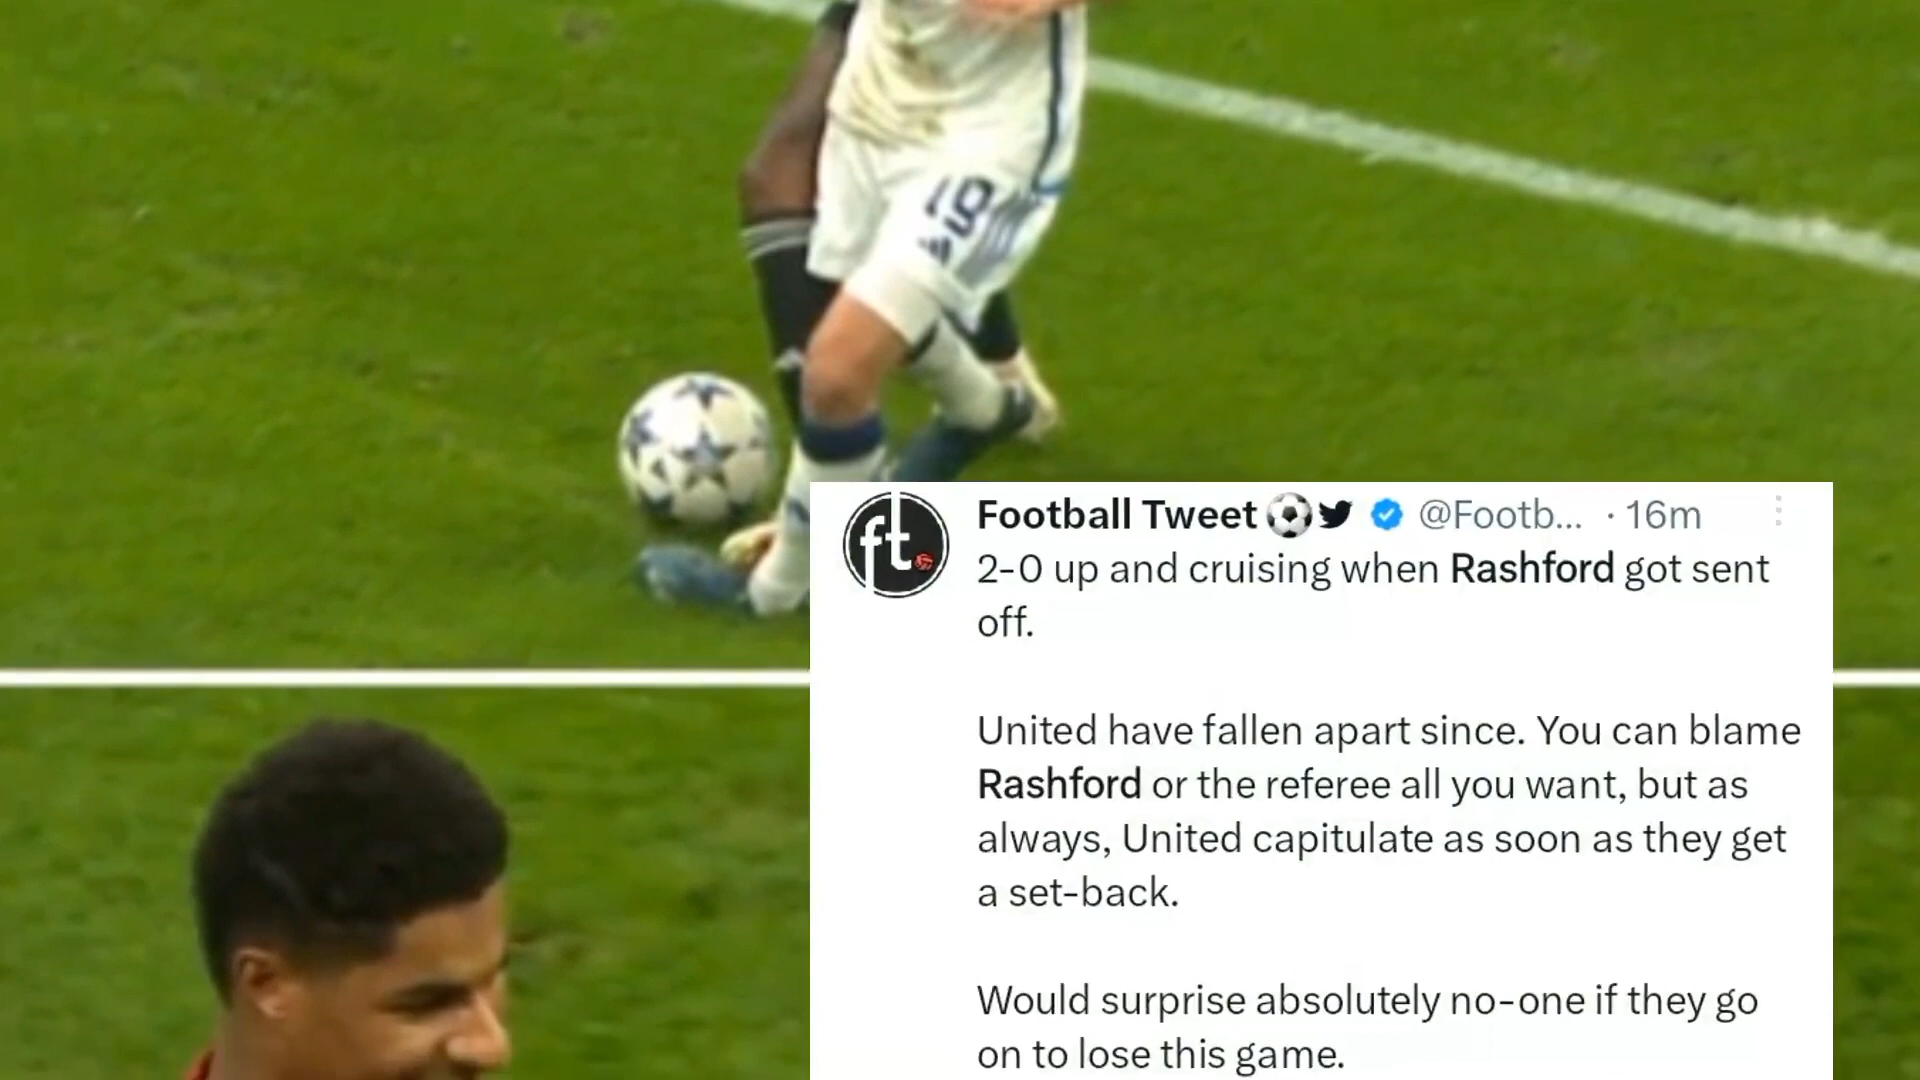 19
ft.
Football Tweet @Footb... · 16m
2-0 up and cruising when Rashford got sent
off.
United have fallen apart since. You can blame
Rashford or the referee all you want, but as
always, United capitulate as soon as they get
a set-back.
Would surprise absolutely no-one if they go
on to lose this game.